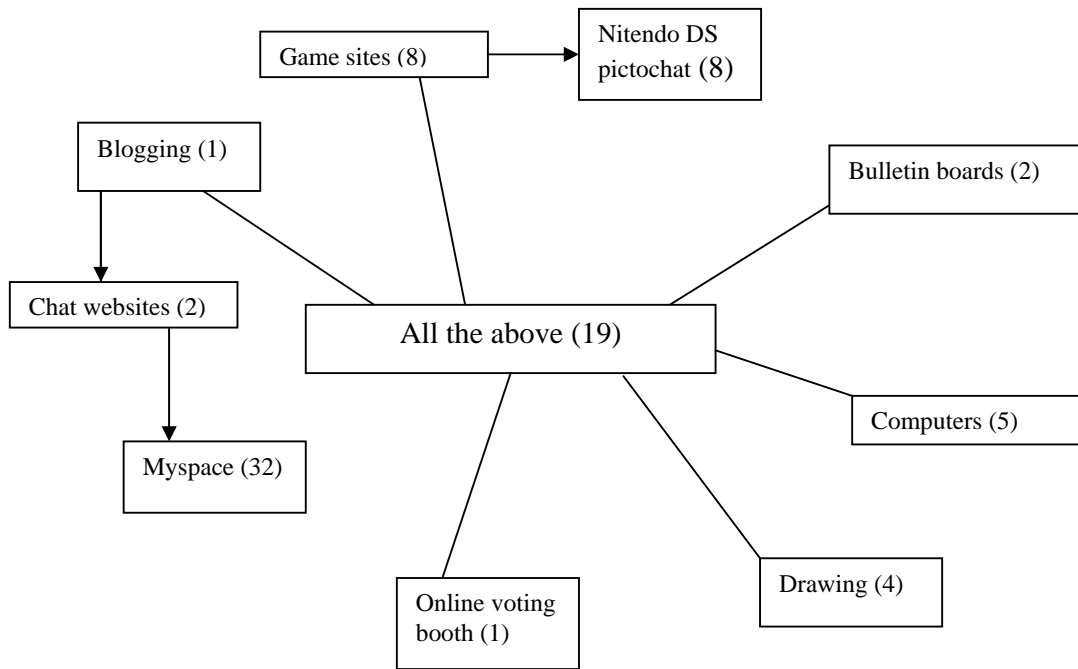 Game sites (8)
Nitendo DS
pictochat (8)
Blogging (1)
Bulletin boards (2)
Chat websites (2)
All the above (19)
Computers (5)
Myspace (32)
Drawing (4)
Online voting
booth (1)